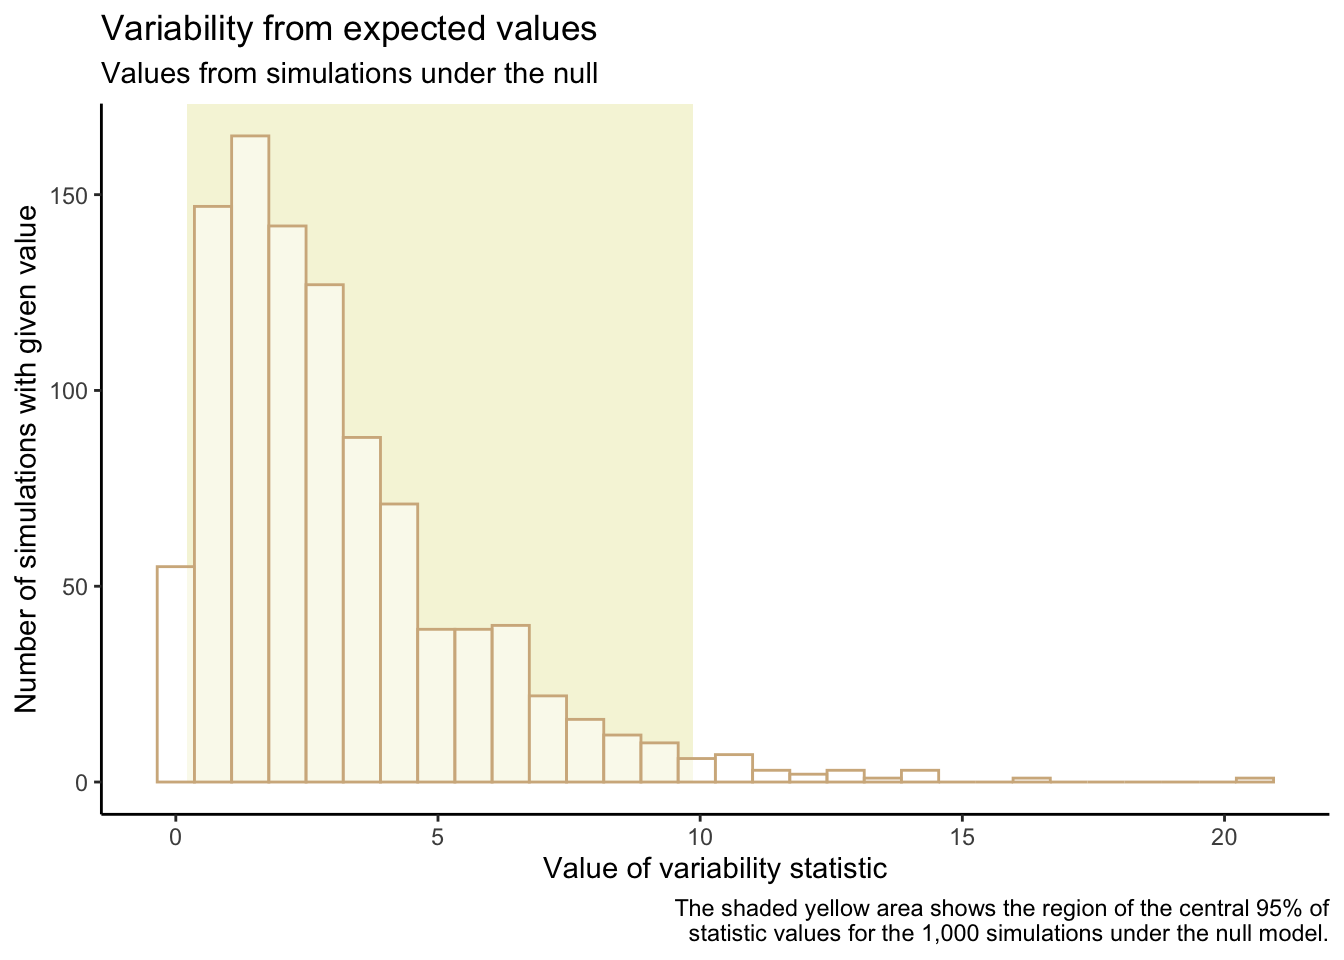 Variability from expected values
Values from simulations under the null
Number of simulations with given value
150
100
50
0
0 5 10 15 20
Value of variability statistic
The shaded yellow area shows the region of the central 95% of
statistic values for the 1,000 simulations under the null model.